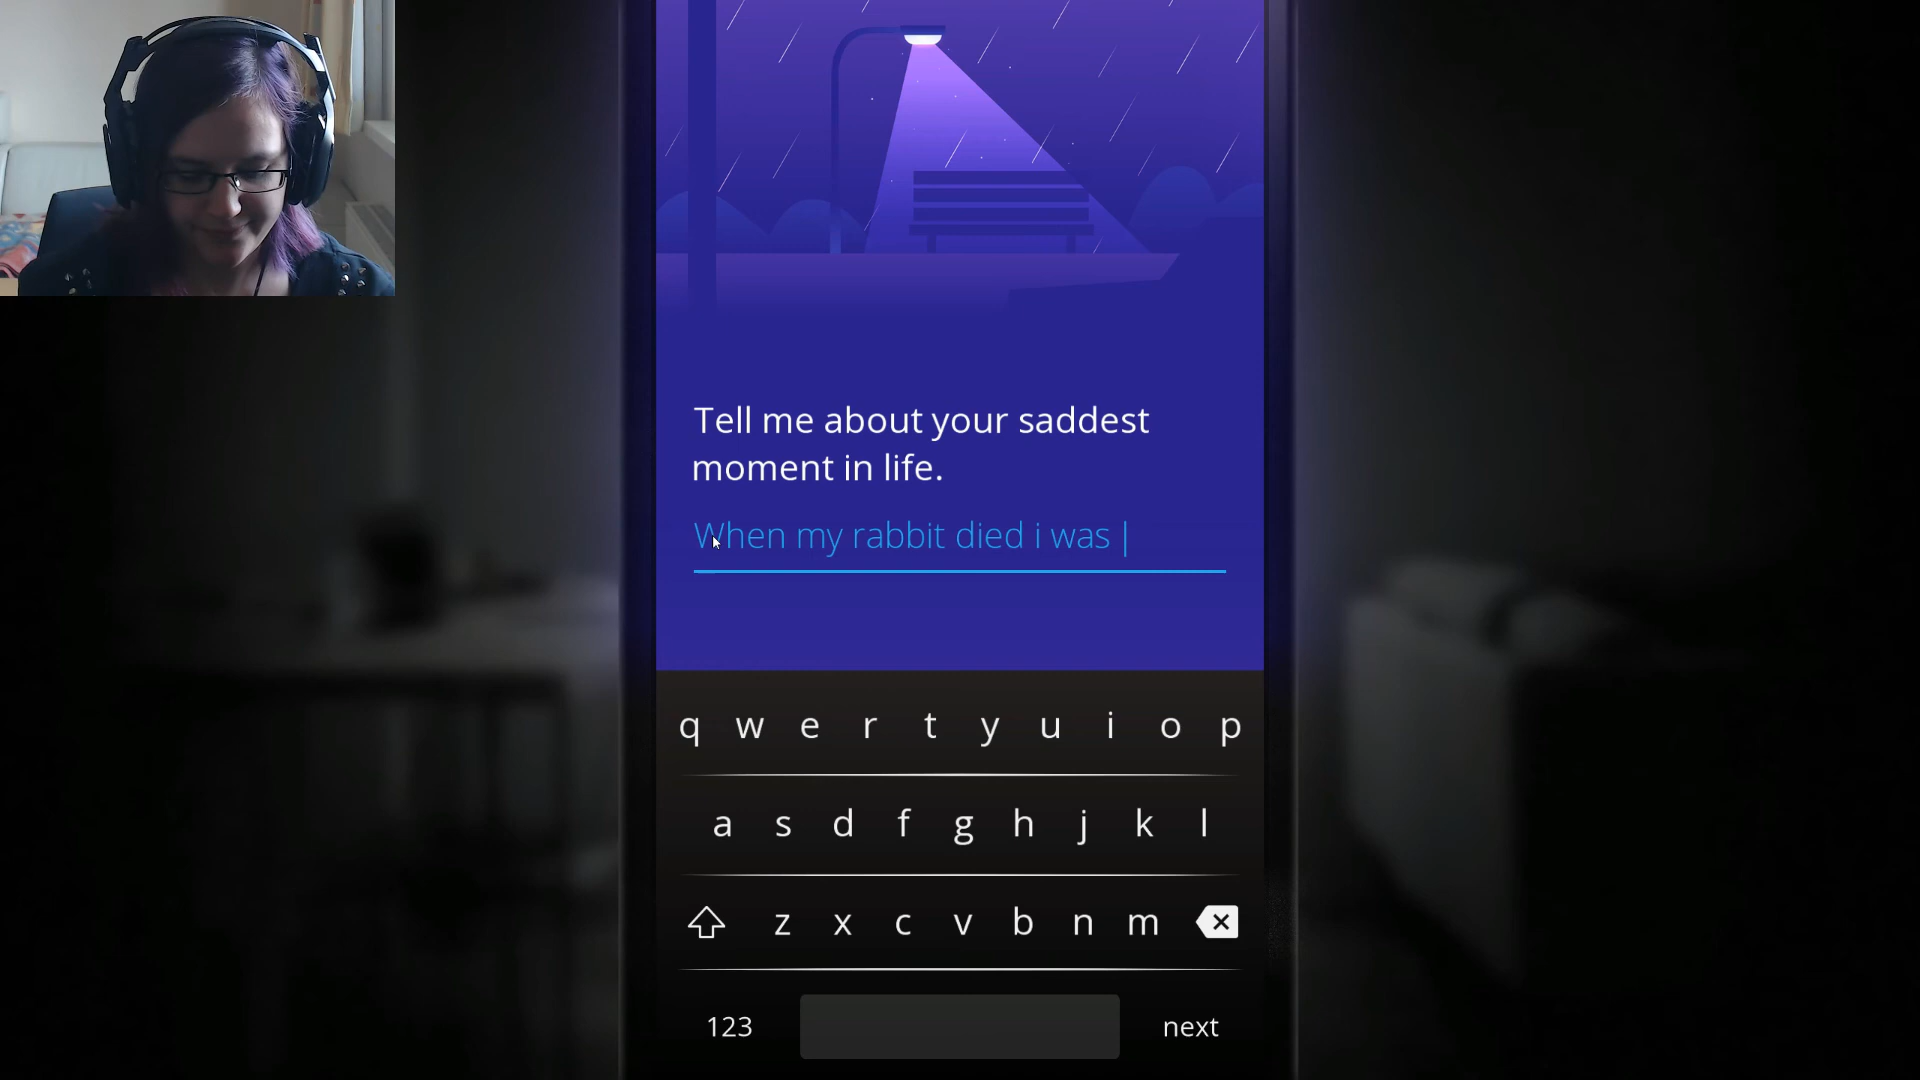 Tell me about your saddest
moment in life.
When my rabbit died i was
q w e r t y u i o p
a s d f g h j k l
z x c v b n m
123 next